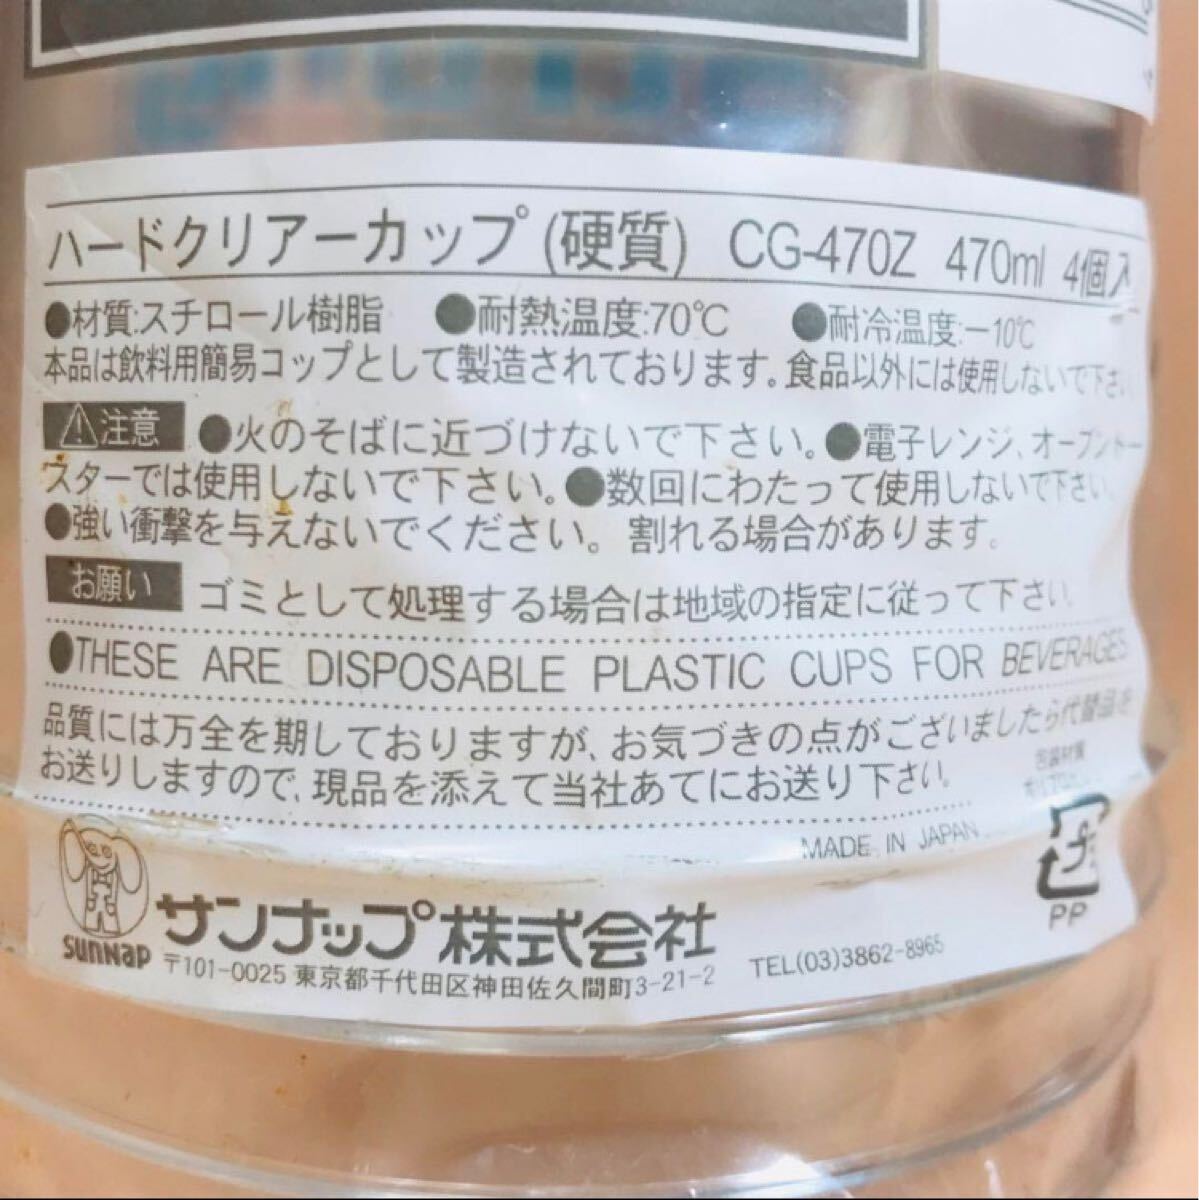 ハードクリアーカップ(硬質) CG-470Z 470ml 4個入
●材質:スチロール樹脂 ●耐熱温度:70℃ ●耐冷温度:－10℃
本品は飲料用簡易コップとして製造されております。食品以外には使用しないで下さい
⚠注意 ●火のそばに近づけないで下さい。●電子レンジ、オーブントー
スターでは使用しないで下さい。●数回にわたって使用しないで下さい。
●強い衝撃を与えないでください。割れる場合があります。
お願い ゴミとして処理する場合は地域の指定に従って下さい。
●THESE ARE DISPOSABLE PLASTIC CUPS FOR BEVERAGES.
品質には万全を期しておりますが、お気づきの点がございましたら代替品を
お送りしますので、現品を添えて当社あてにお送り下さい。
包装材質
MADE IN JAPAN
PP
SUNNAP サンナップ株式会社
〒101-0025 東京都千代田区神田佐久間町3-21-2 TEL(03)3862-8965